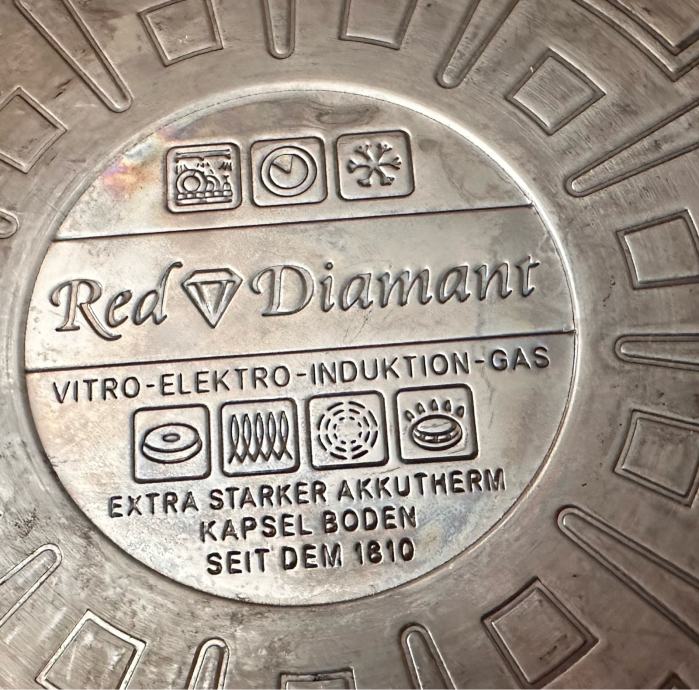 Red Diamant
VITRO-ELEKTRO-INDUKTION-GAS
EXTRA STARKER AKKUTHERM
KAPSEL BODEN
SEIT DEM 1810